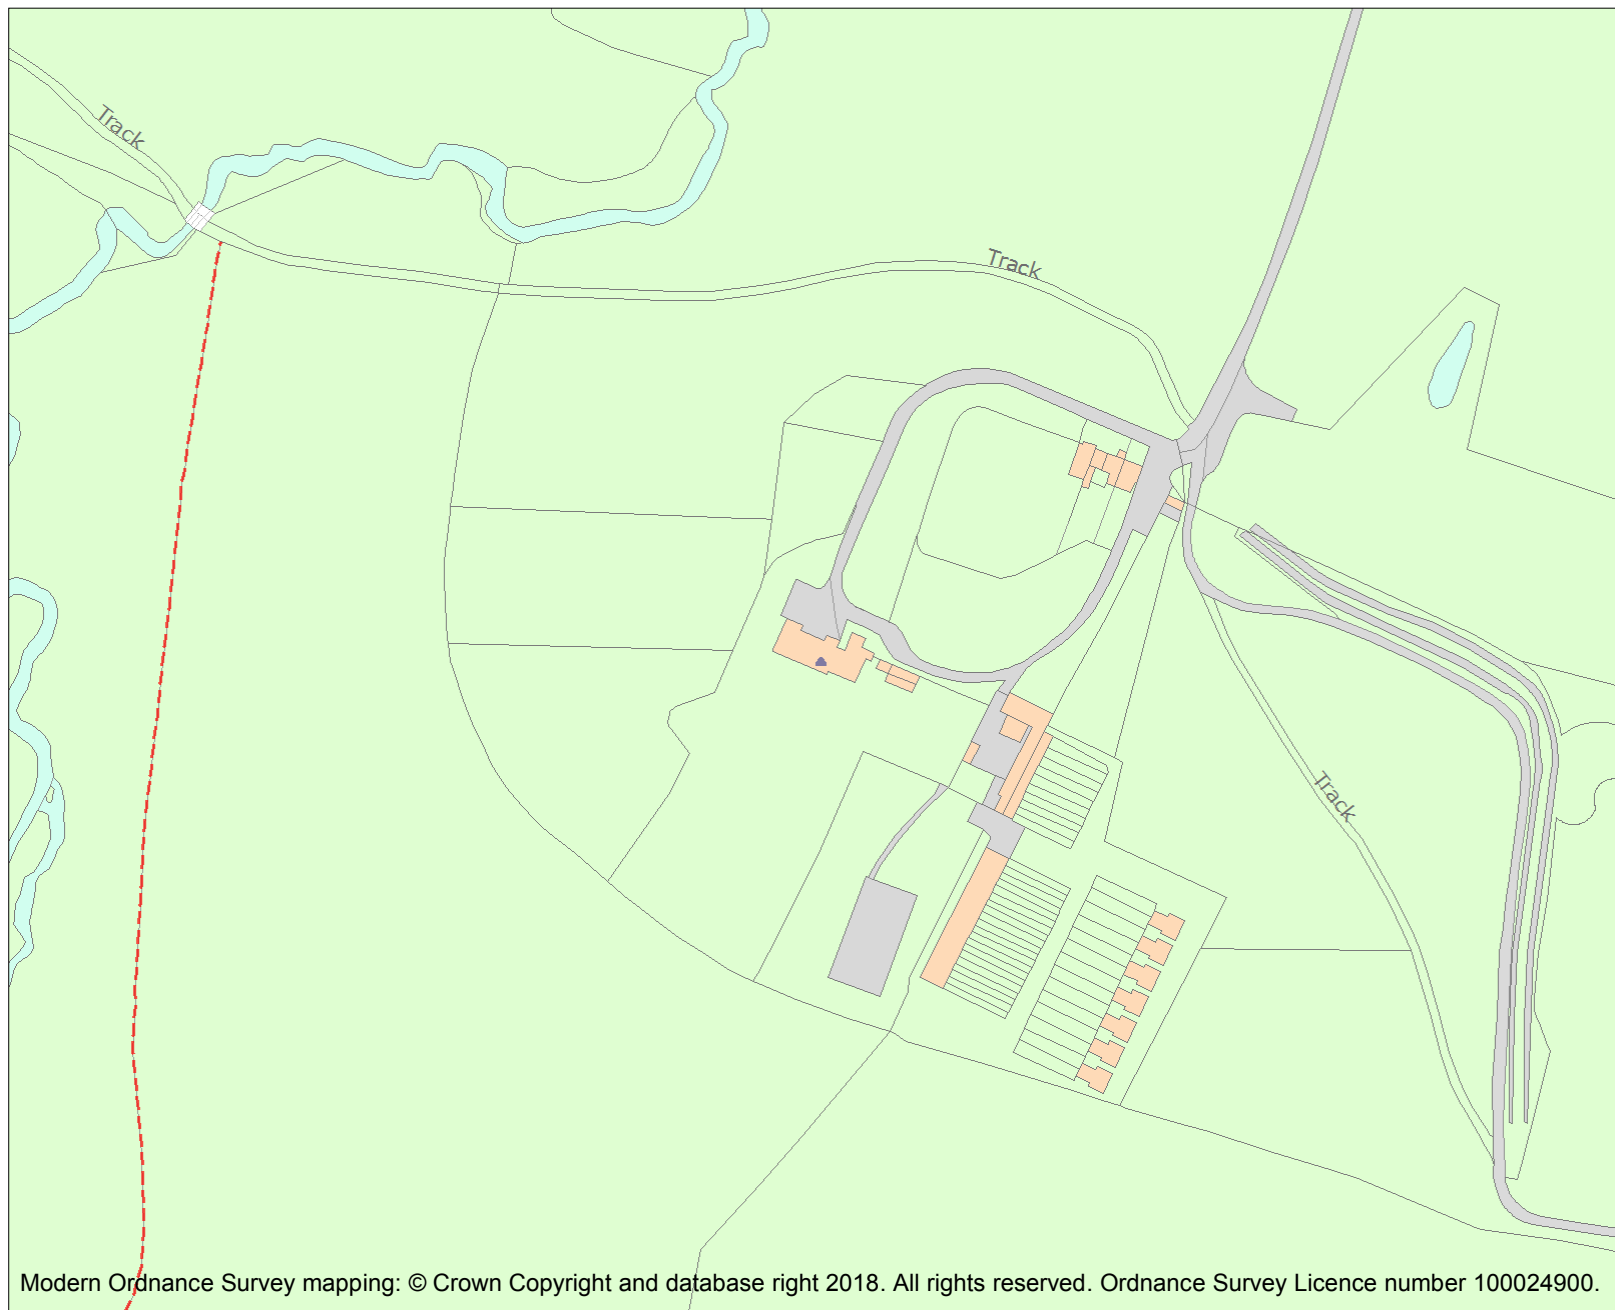 Track
Track
Track
Modern Ordnance Survey mapping: © Crown Copyright and database right 2018. All rights reserved. Ordnance Survey Licence number 100024900.